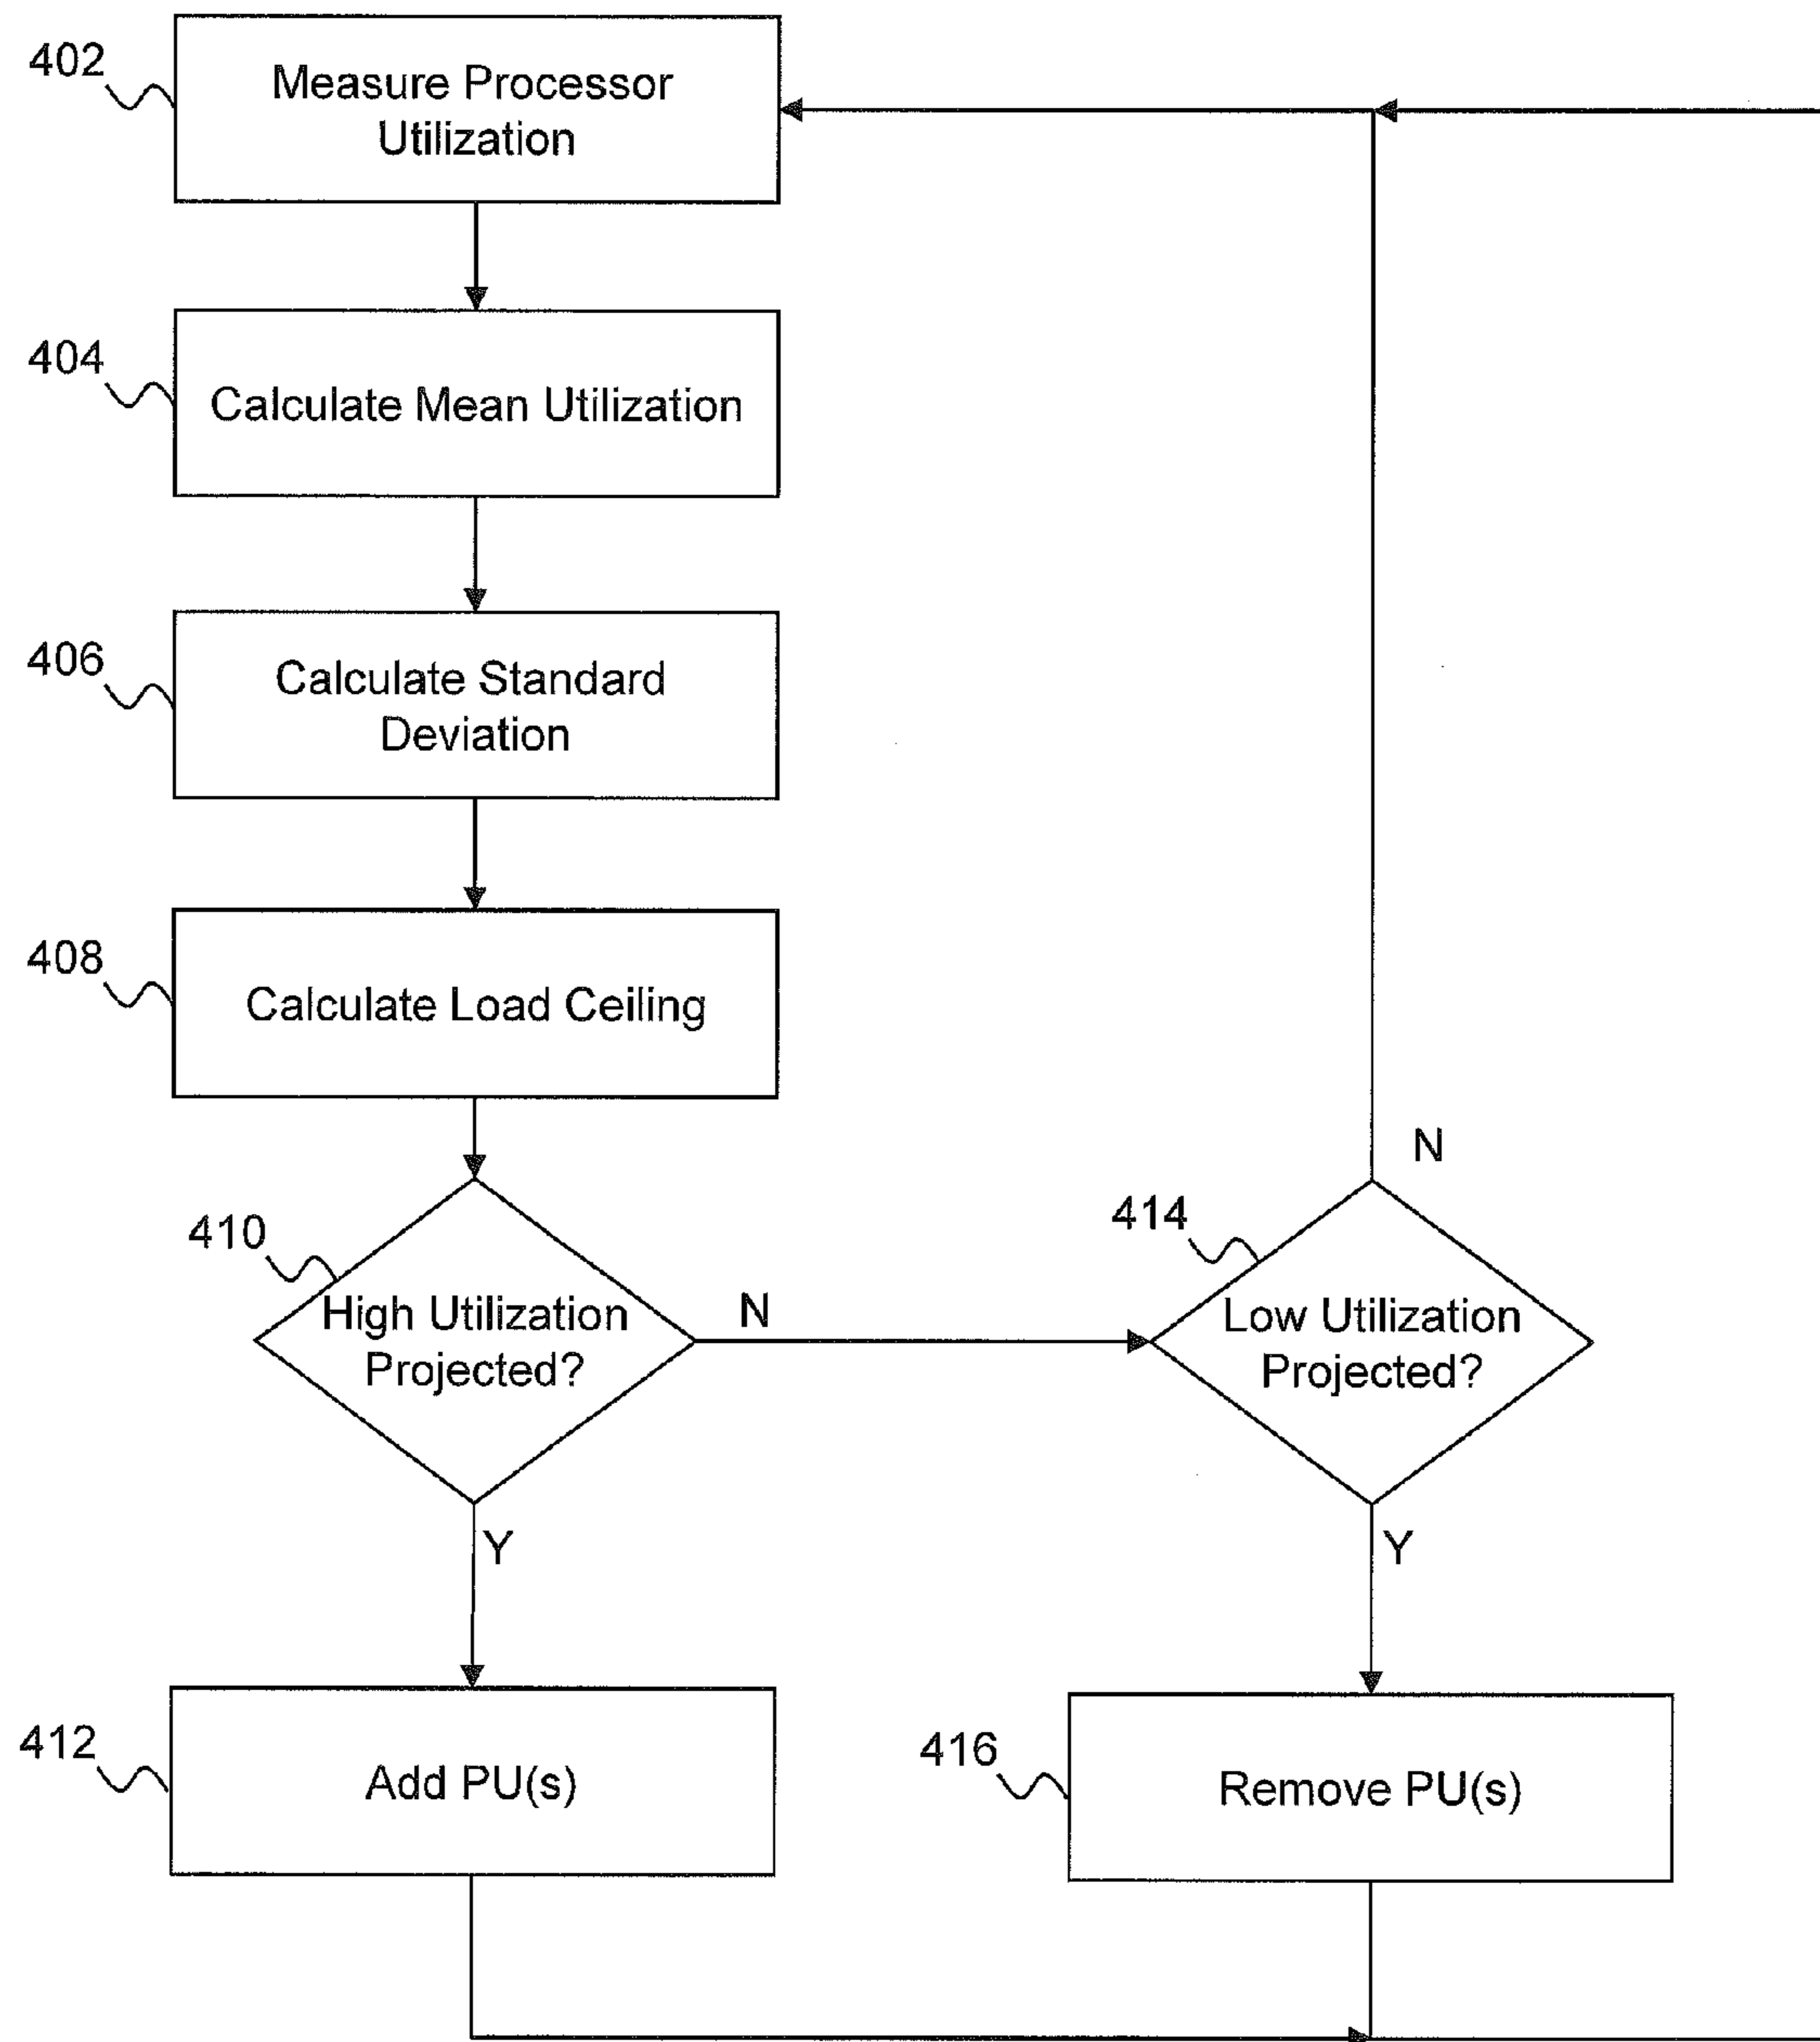 402
Measure Processor
Utilization
404
Calculate Mean Utilization
406
Calculate Standard
Deviation
408
Calculate Load Ceiling
N
410
414
High Utilization
Projected?
N
Low Utilization
Projected?
Y
Y
412
Add PU(s)
416
Remove PU(s)